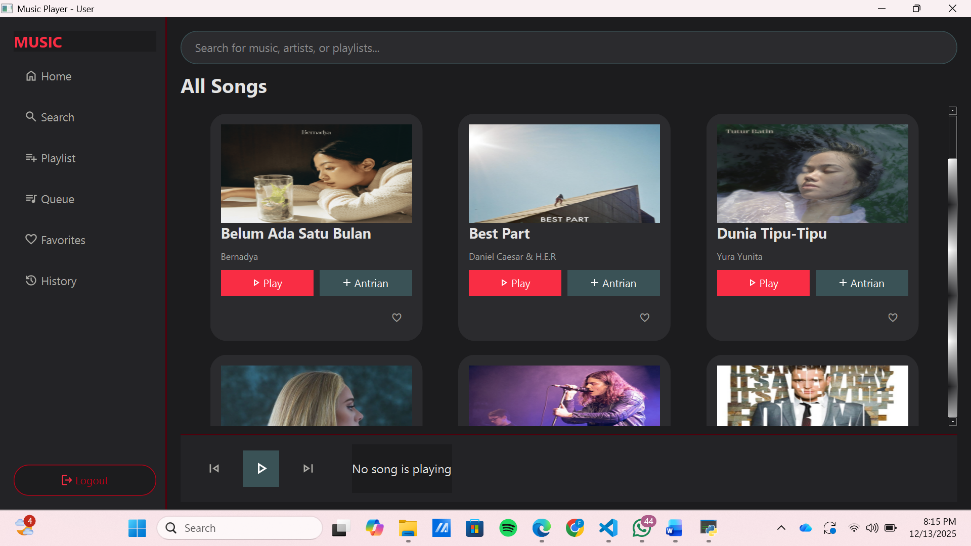 Music Player - User
MUSIC
Home
Search
Playlist
Queue
Favorites
History
Logout
Search for music, artists, or playlists...
All Songs
Bernadya
Belum Ada Satu Bulan
Bernadya
Play
+ Antrian
BEST PART
Best Part
Daniel Caesar & H.E.R
Play
+ Antrian
Tutur Batin
Dunia Tipu-Tipu
Yura Yunita
Play
+ Antrian
No song is playing
4
Search
44
8:15 PM
12/13/2025